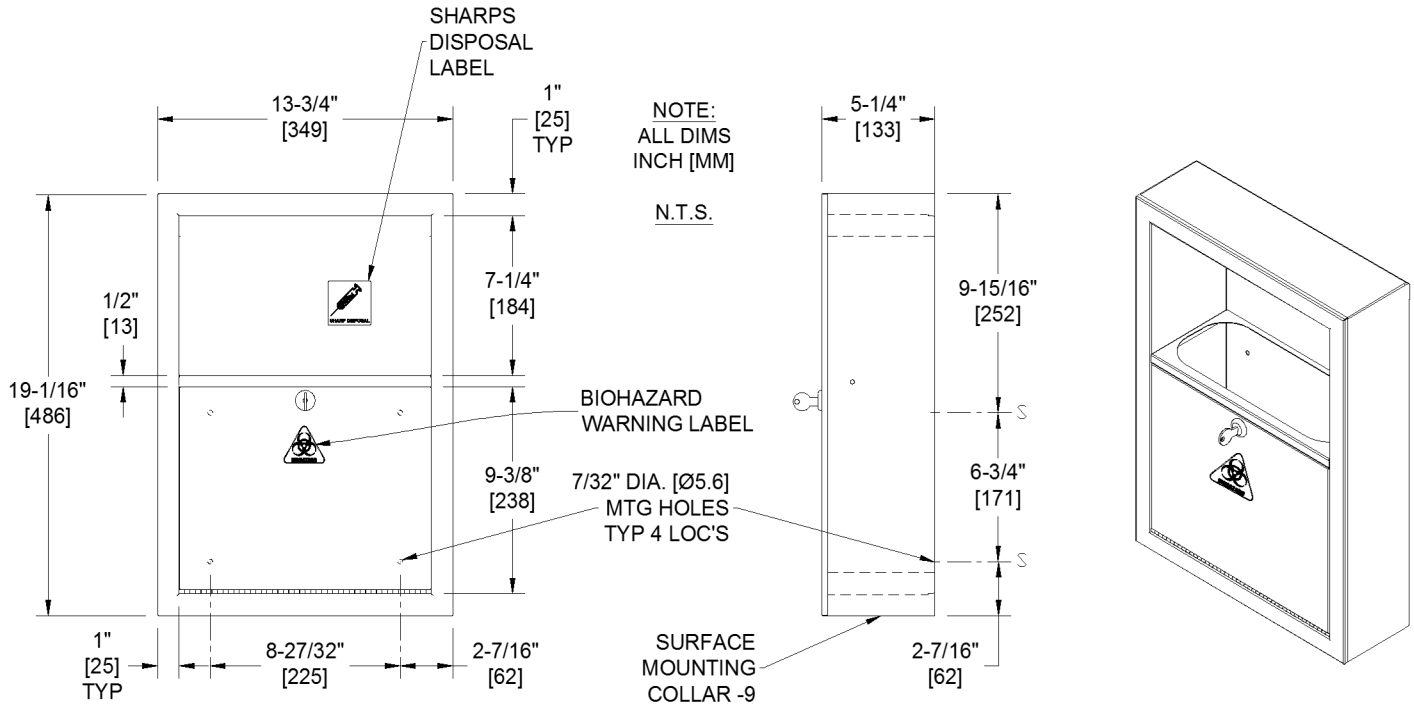 SHARPS
DISPOSAL
LABEL
13-3/4"
[349]
1"
[25]
TYP
NOTE:
ALL DIMS
INCH [MM]
N.T.S.
5-1/4"
[133]
7-1/4"
[184]
9-15/16"
[252]
1/2"
[13]
SHARP DISPOSAL
19-1/16"
[486]
BIOHAZARD
WARNING LABEL
9-3/8"
[238]
7/32" DIA. [Ø5.6]
MTG HOLES
TYP 4 LOC'S
6-3/4"
[171]
1"
[25]
TYP
8-27/32"
[225]
2-7/16"
[62]
SURFACE
MOUNTING
COLLAR -9
2-7/16"
[62]